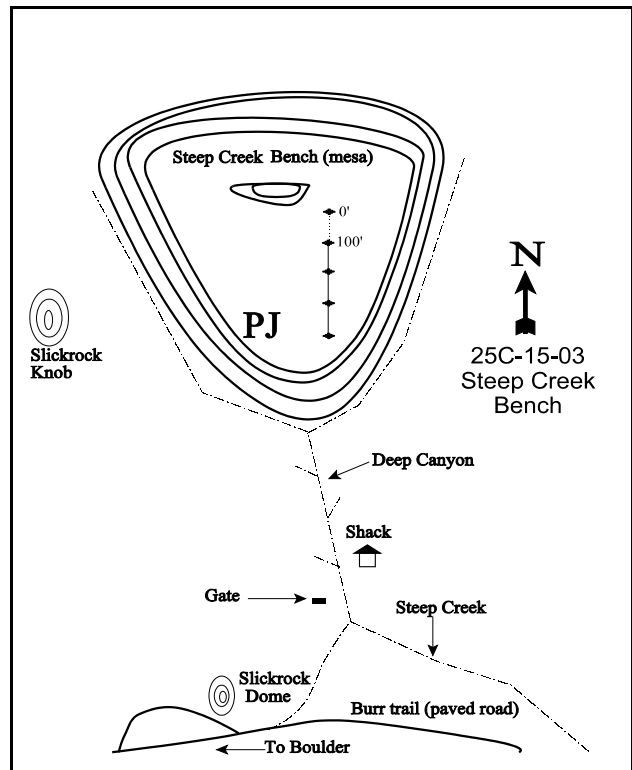 Steep Creek Bench (mesa)
0'
100'
N
PJ
25C-15-03
Steep Creek
Bench
Slickrock
Knob
Deep Canyon
Shack
Gate
Steep Creek
Slickrock
Dome
Burr trail (paved road)
To Boulder